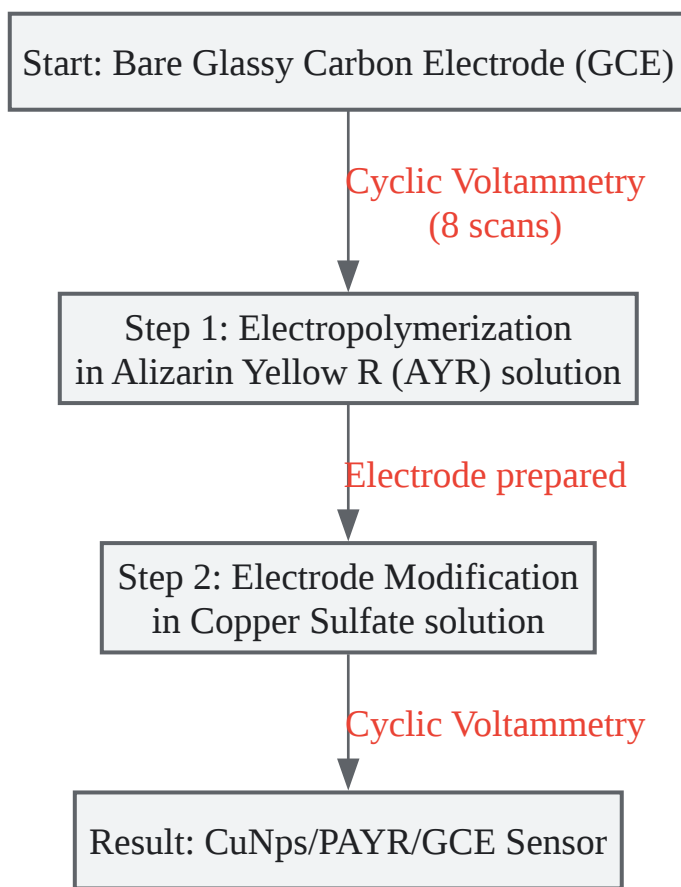 Start: Bare Glassy Carbon Electrode (GCE)
Cyclic Voltammetry
(8 scans)
Step 1: Electropolymerization
in Alizarin Yellow R (AYR) solution
Electrode prepared
Step 2: Electrode Modification
in Copper Sulfate solution
Cyclic Voltammetry
Result: CuNps/PAYR/GCE Sensor